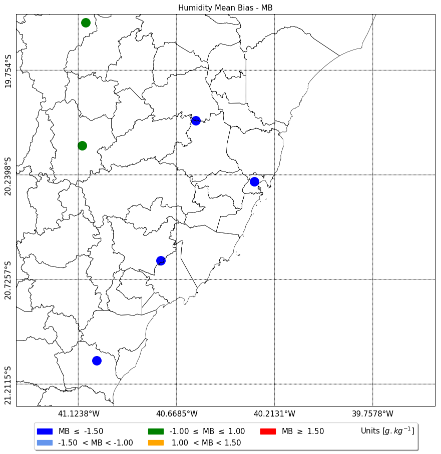 Humidity Mean Bias - MB
19.754°S
20.2398°S
20.7257°S
21.2115°S
41.1238°W 40.6685°W 40.2131°W 39.7578°W
MB ≤ -1.50 -1.00 ≤ MB ≤ 1.00 MB ≥ 1.50 Units [g.kg⁻¹]
-1.50 < MB < -1.00 1.00 < MB < 1.50